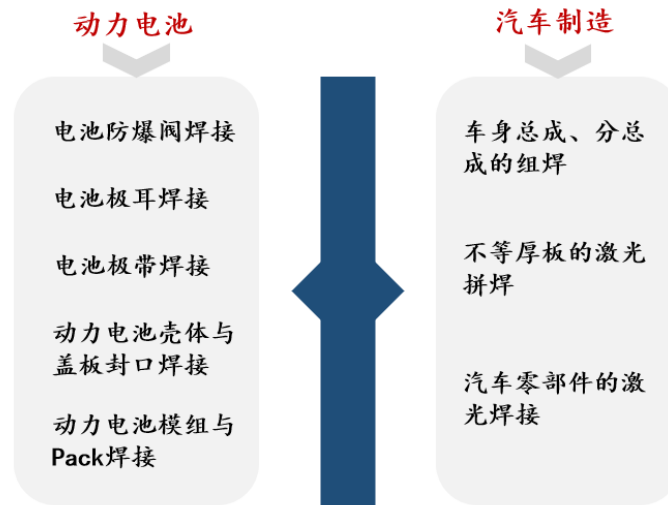 动力电池
电池防爆阀焊接
电池极耳焊接
电池极带焊接
动力电池壳体与
盖板封口焊接
动力电池模组与
Pack焊接
汽车制造
车身总成、分总
成的组焊
不等厚板的激光
拼焊
汽车零部件的激
光焊接